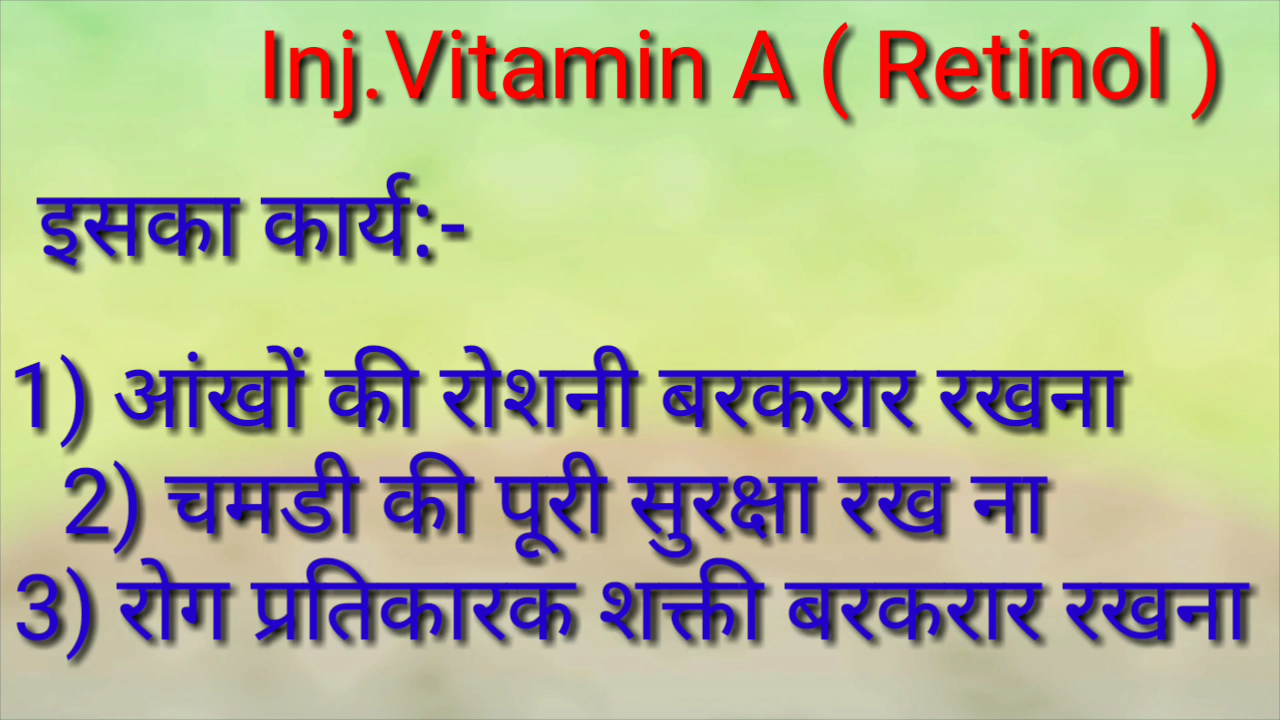 Inj.Vitamin A ( Retinol )
इसका कार्य:-
1) आंखों की रोशनी बरकरार रखना
2) चमडी की पूरी सुरक्षा रख ना
3) रोग प्रतिकारक शक्ती बरकरार रखना